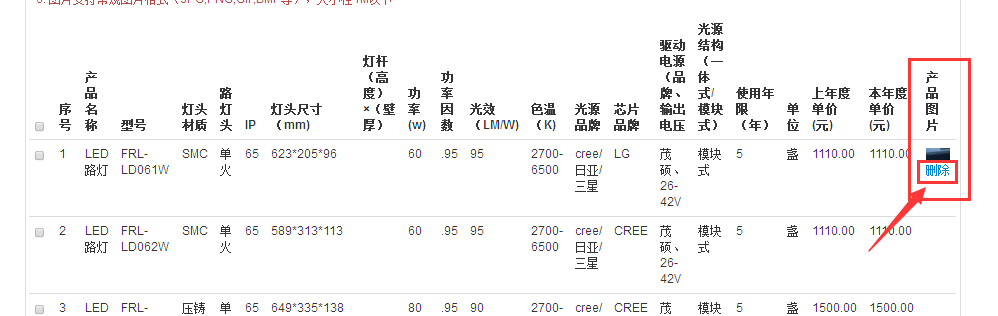 产品名称 型号 灯头材质 路灯头 IP 灯头尺寸(mm) 灯杆(高度)×(壁厚) 功率(w) 功率因数 光效(LM/W) 色温(K) 光源品牌 芯片品牌 驱动电源(品牌、输出电压 光源结构(一体式/模块式) 使用年限(年) 单位 上年度单价(元) 本年度单价(元) 产品图片
序号
1 LED路灯 FRL-LD061W SMC 单火 65 623*205*96 60 .95 95 2700-6500 cree/日亚/三星 LG 茂硕、26-42V 模块式 5 盏 1110.00 1110.00 删除
2 LED路灯 FRL-LD062W SMC 单火 65 589*313*113 60 .95 95 2700-6500 cree/日亚/三星 CREE 茂硕、26-42V 模块式 5 盏 1110.00 1110.00
3 LED FRL- 压铸 单 65 649*335*138 80 .95 90 2700- cree/ CREE 茂 模块 5 盏 1500.00 1500.00